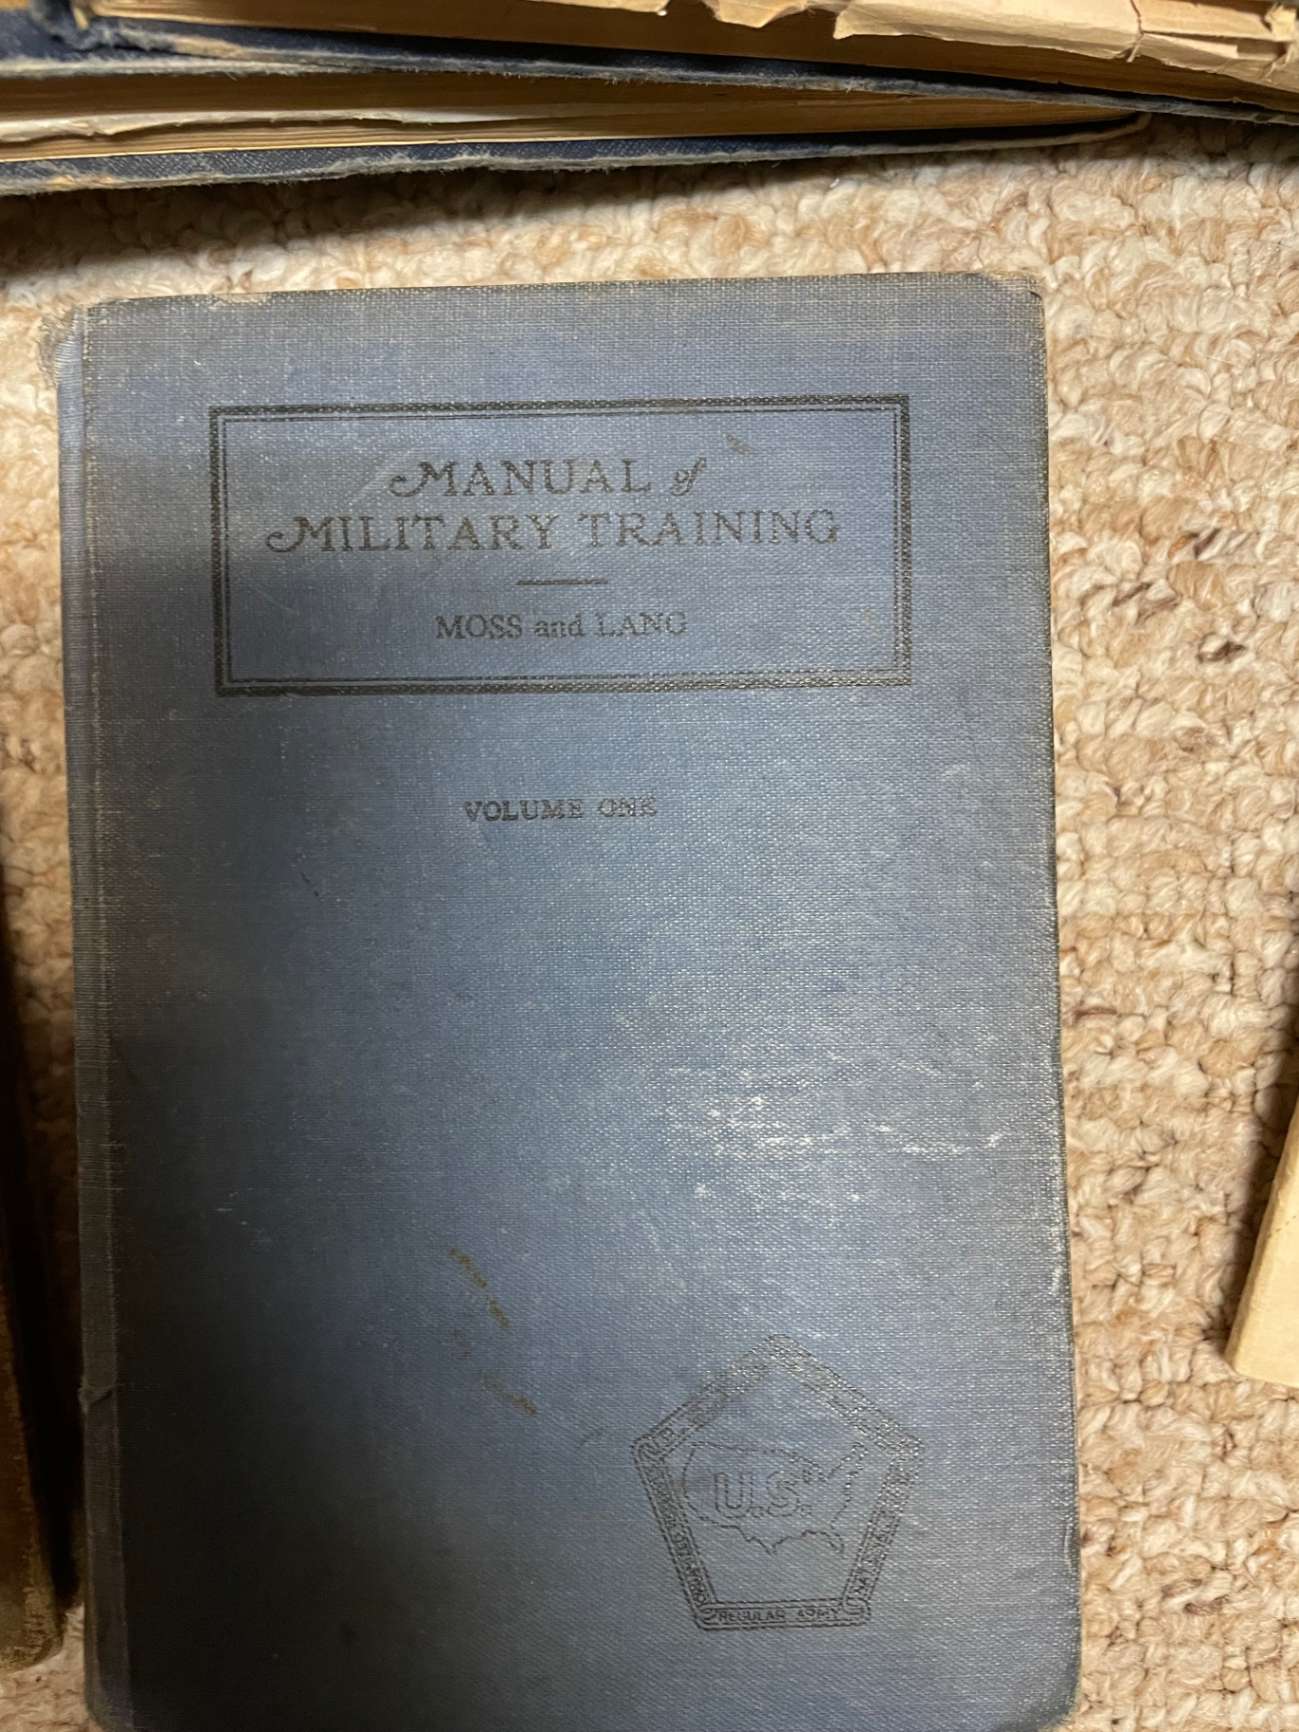 MANUAL of
MILITARY TRAINING
MOSS and LANG
VOLUME ONE
U.S.
REGULAR ARMY